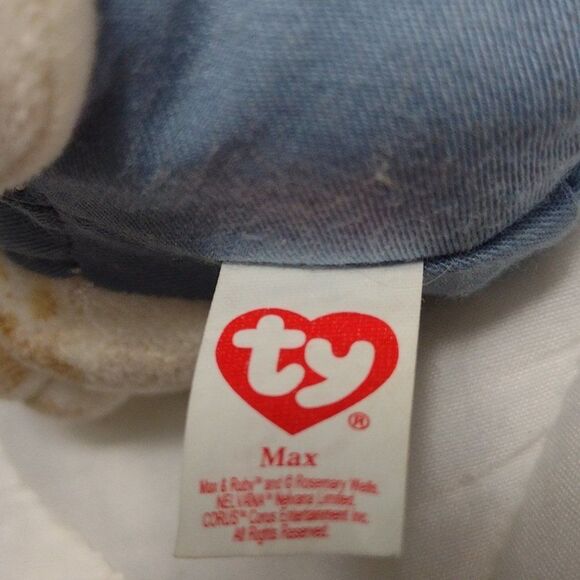 ty
®
Max
Max & Ruby™ and © Rosemary Wells.
NELVANA™ Nelvana Limited.
CORUS™ Corus Entertainment Inc.
All Rights Reserved.